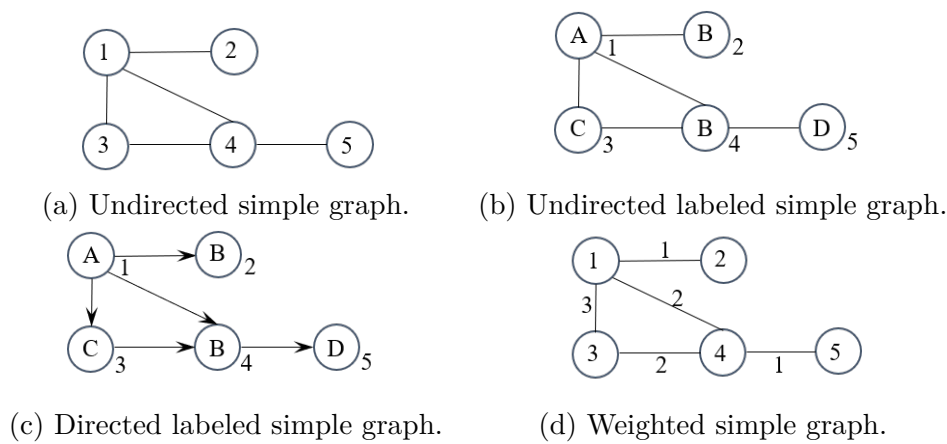 1 2
3 4 5
(a) Undirected simple graph.
A 1 B 2
C 3 B 4 D 5
(b) Undirected labeled simple graph.
A 1 B 2
C 3 B 4 D 5
(c) Directed labeled simple graph.
1 1 2
3 2
3 2 4 1 5
(d) Weighted simple graph.